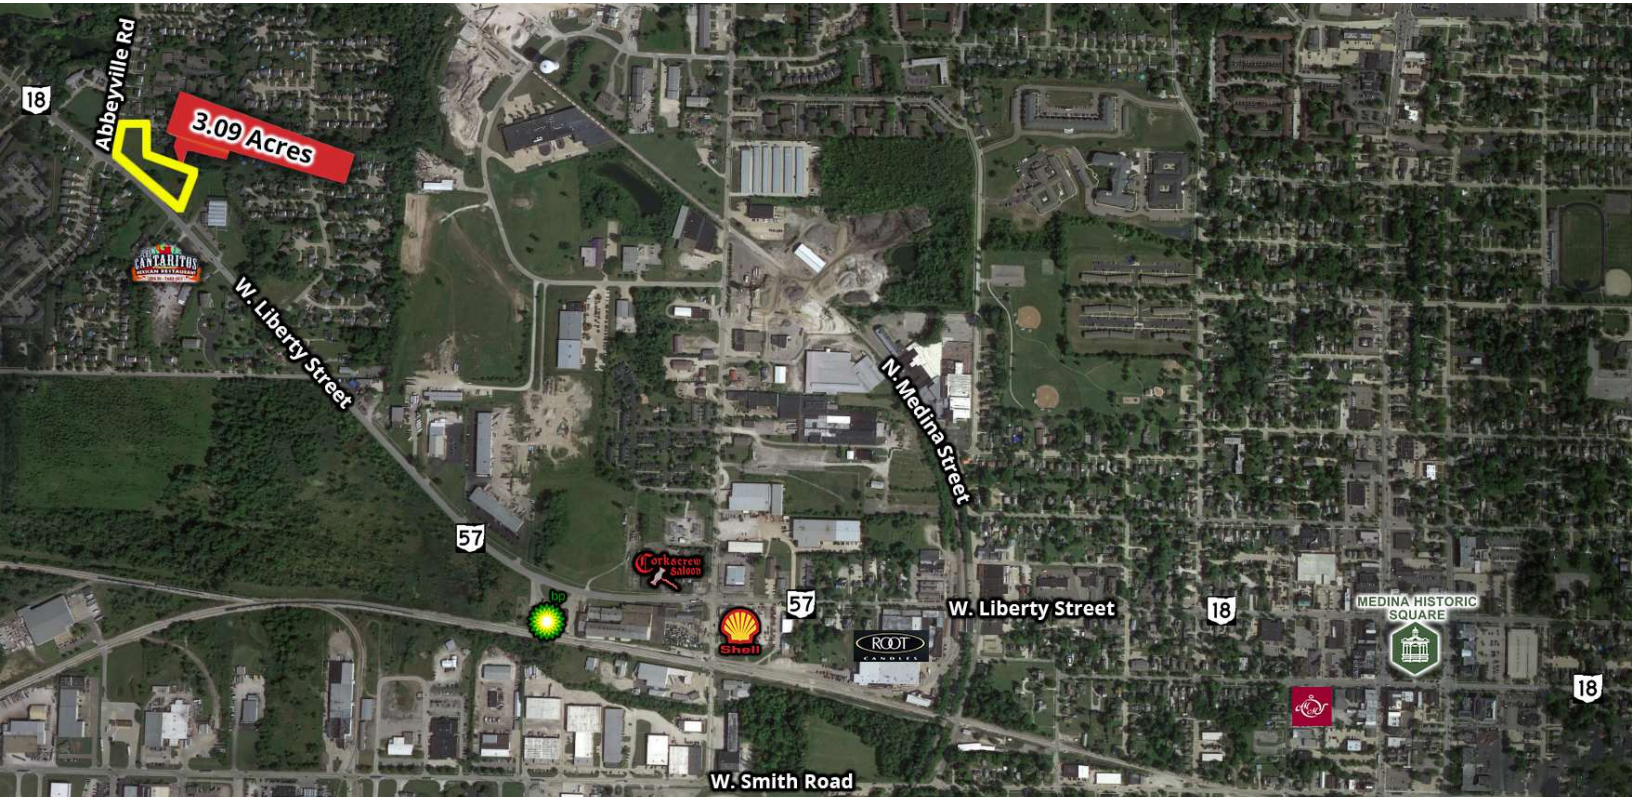 Abbeyville Rd
18
3.09 Acres
CANTARITOS
MEXICAN RESTAURANT
W. Liberty Street
N. Medina Street
57
Corkscrew
Saloon
bp
Shell
57
ROOT
CANDLES
W. Liberty Street
18
MEDINA HISTORIC
SQUARE
18
W. Smith Road